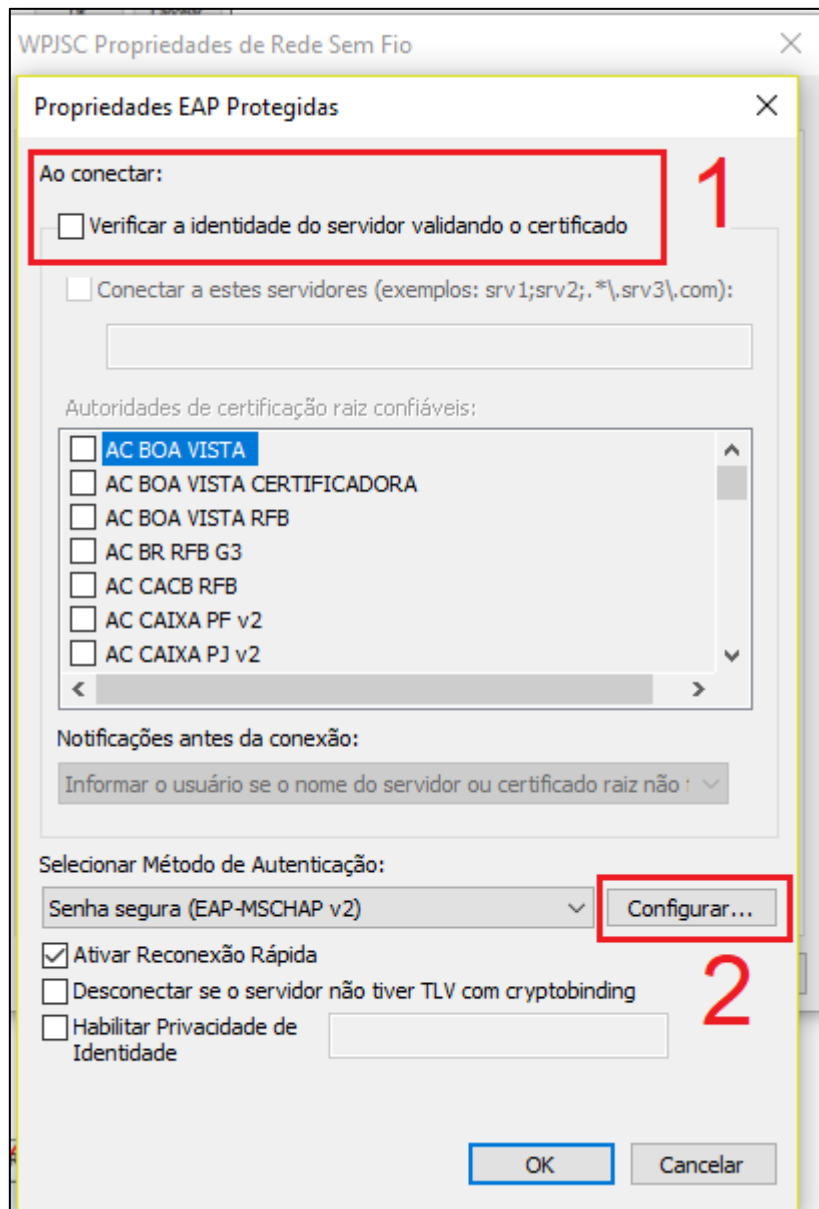 WPJSC Propriedades de Rede Sem Fio
Propriedades EAP Protegidas
Ao conectar:
1
Verificar a identidade do servidor validando o certificado
Conectar a estes servidores (exemplos: srv1;srv2;.*\.srv3\.com):
Autoridades de certificação raiz confiáveis:
AC BOA VISTA
AC BOA VISTA CERTIFICADORA
AC BOA VISTA RFB
AC BR RFB G3
AC CACB RFB
AC CAIXA PF v2
AC CAIXA PJ v2
Notificações antes da conexão:
Informar o usuário se o nome do servidor ou certificado raiz não
Selecionar Método de Autenticação:
Senha segura (EAP-MSCHAP v2)
Configurar...
2
Ativar Reconexão Rápida
Desconectar se o servidor não tiver TLV com cryptobinding
Habilitar Privacidade de
Identidade
OK
Cancelar